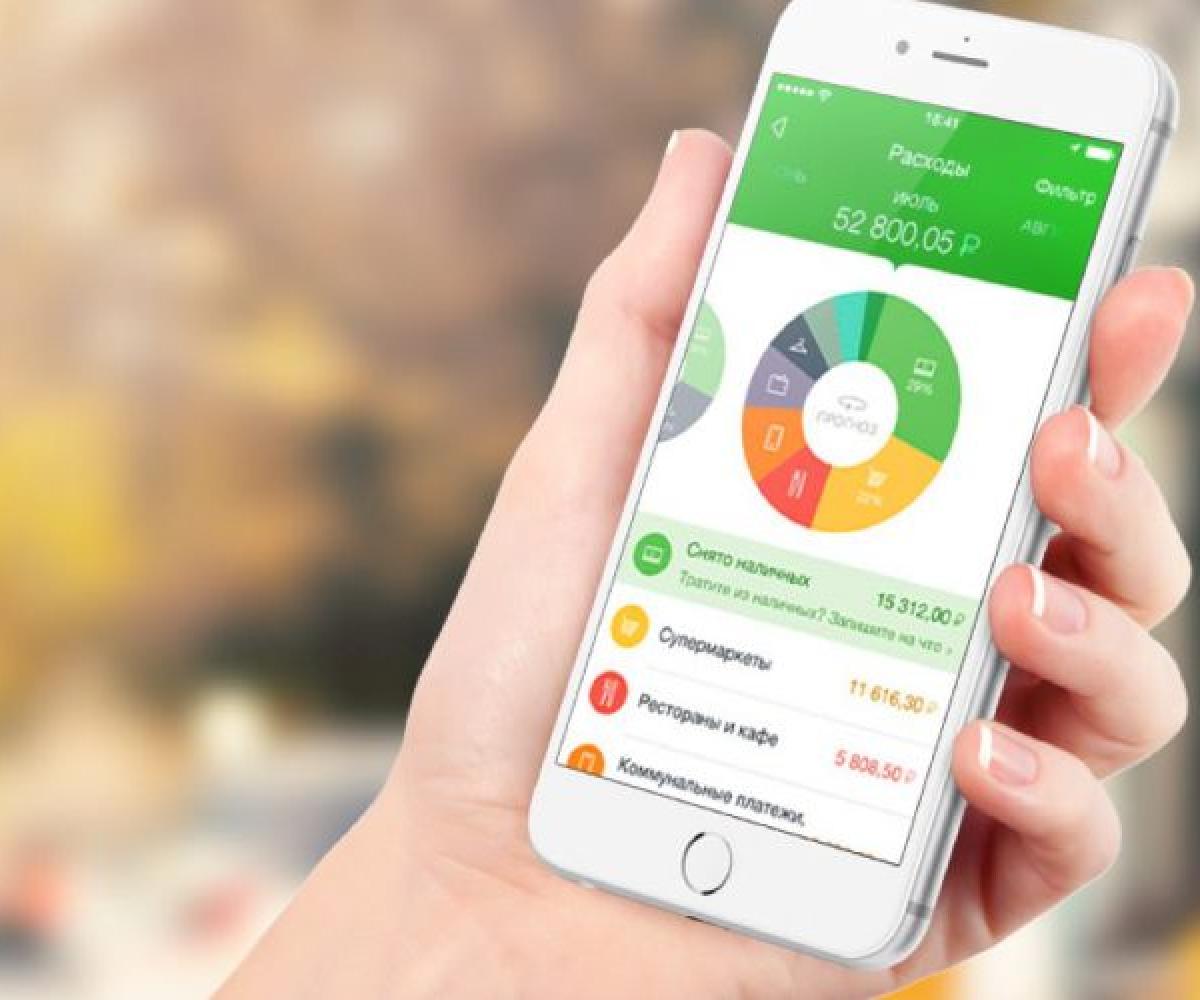 16:41
Расходы
Фильтр
ИЮЛЬ
АВГ
52 800,05 ₽
29%
ПРОГНОЗ
22%
Снято наличных
15 312,00 ₽
Тратите из наличных? Запишите на что ›
Супермаркеты
11 616,30 ₽
Рестораны и кафе
5 808,50 ₽
Коммунальные платежи,